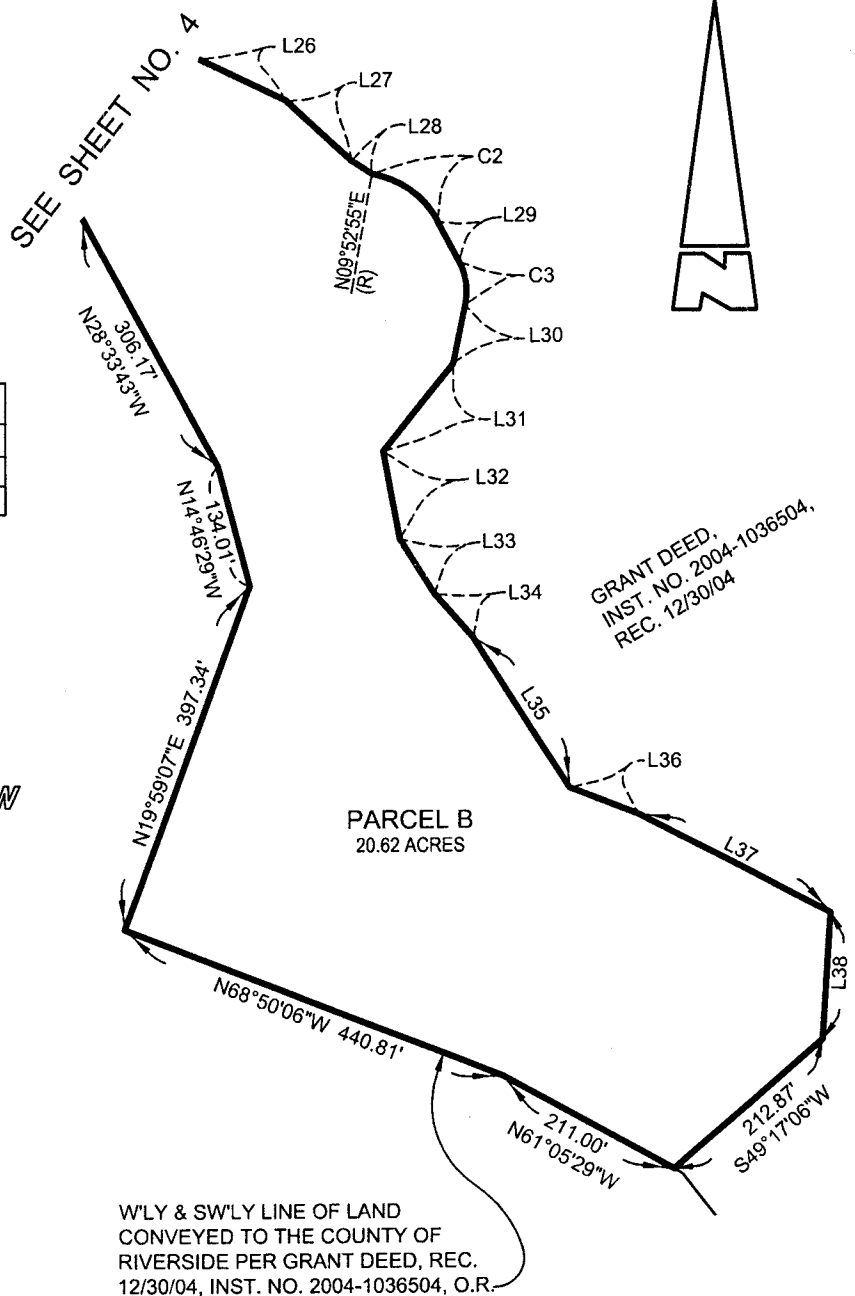 SEE SHEET NO. 4
L26
L27
L28
C2
L29
C3
L30
L31
L32
L33
L34
L35
L36
L37
L38
N09°52'55"E
(R)
N
306.17'
N28°33'43"W
134.01'
N14°46'29"W
N19°59'07"E 397.34'
GRANT DEED,
INST. NO. 2004-1036504,
REC. 12/30/04
PARCEL B
20.62 ACRES
N68°50'06"W 440.81'
211.00'
N61°05'29"W
212.87'
S49°17'06"W
W'LY & SW'LY LINE OF LAND
CONVEYED TO THE COUNTY OF
RIVERSIDE PER GRANT DEED, REC.
12/30/04, INST. NO. 2004-1036504, O.R.